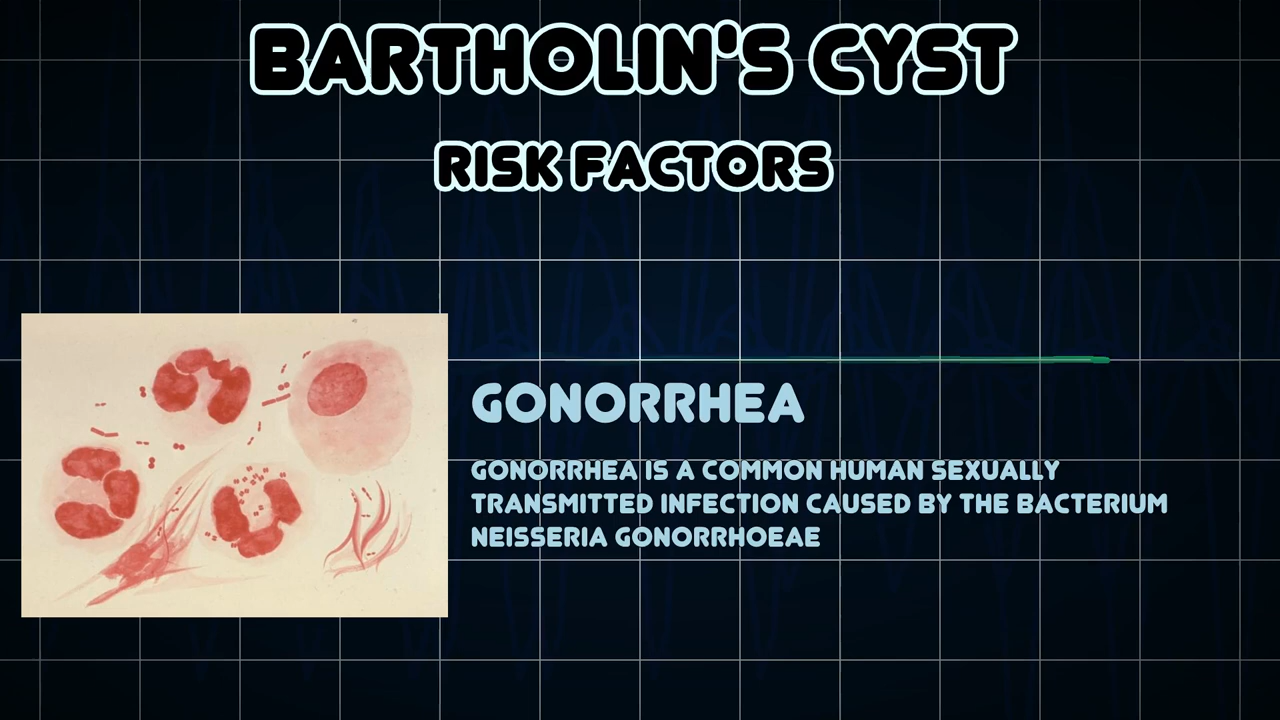 BARTHOLIN'S CYST
RISK FACTORS
GONORRHEA
GONORRHEA IS A COMMON HUMAN SEXUALLY
TRANSMITTED INFECTION CAUSED BY THE BACTERIUM
NEISSERIA GONORRHOEAE